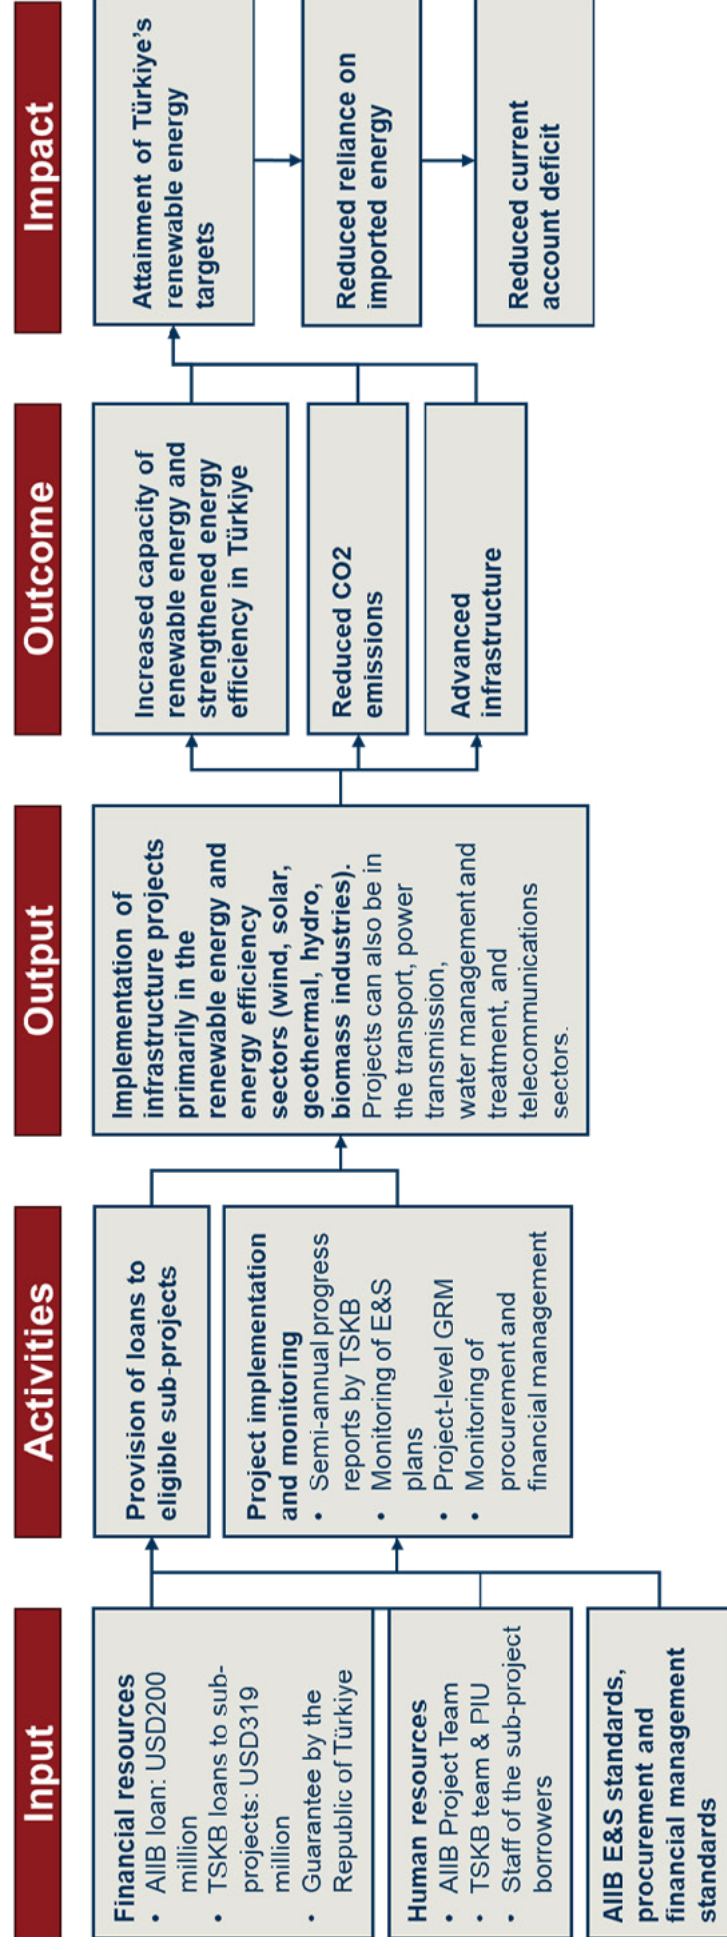 Input
Financial resources
• AIIB loan: USD200
million
• TSKB loans to sub-
projects: USD319
million
• Guarantee by the
Republic of Türkiye
Human resources
• AIIB Project Team
• TSKB team & PIU
• Staff of the sub-project
borrowers
AIIB E&S standards,
procurement and
financial management
standards
Activities
Provision of loans to
eligible sub-projects
Project implementation
and monitoring
• Semi-annual progress
reports by TSKB
• Monitoring of E&S
plans
• Project-level GRM
• Monitoring of
procurement and
financial management
Output
Implementation of
infrastructure projects
primarily in the
renewable energy and
energy efficiency
sectors (wind, solar,
geothermal, hydro,
biomass industries).
Projects can also be in
the transport, power
transmission,
water management and
treatment, and
telecommunications
sectors.
Outcome
Increased capacity of
renewable energy and
strengthened energy
efficiency in Türkiye
Reduced CO2
emissions
Advanced
infrastructure
Impact
Attainment of Türkiye's
renewable energy
targets
Reduced reliance on
imported energy
Reduced current
account deficit